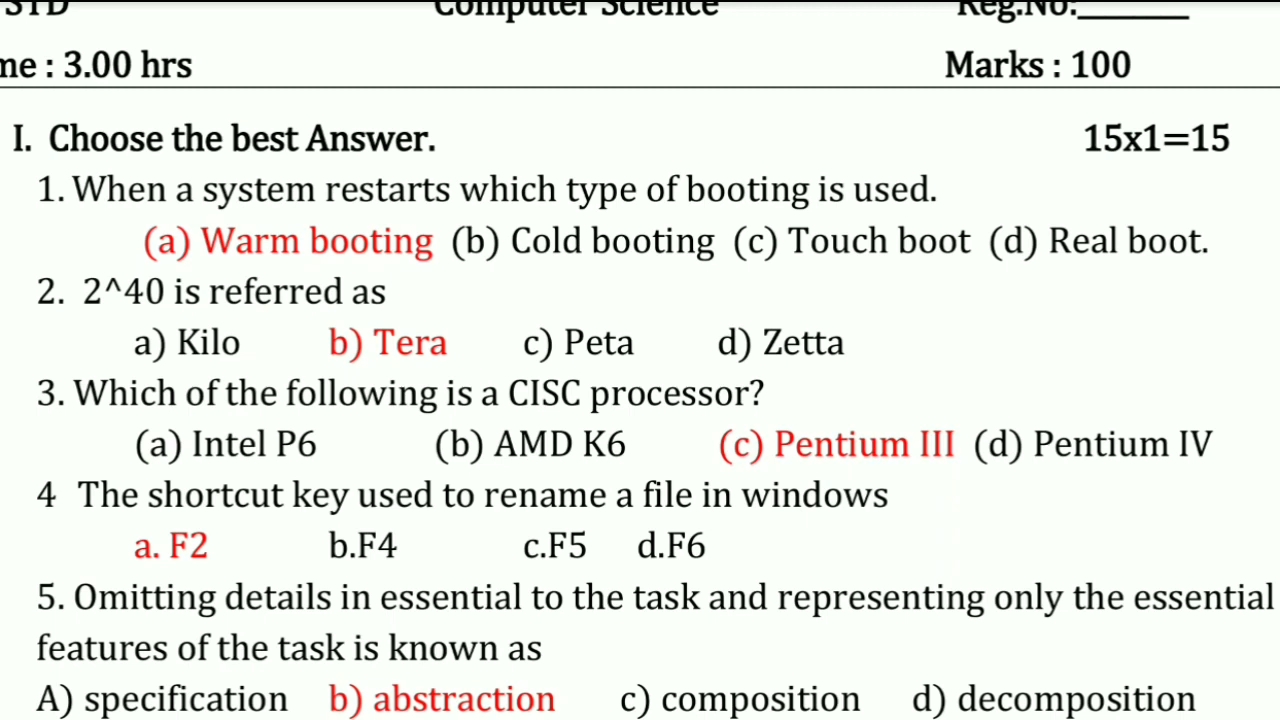 STD Computer Science Reg.No:_______
me : 3.00 hrs Marks : 100
I. Choose the best Answer. 15x1=15
1. When a system restarts which type of booting is used.
(a) Warm booting (b) Cold booting (c) Touch boot (d) Real boot.
2. 2^40 is referred as
a) Kilo b) Tera c) Peta d) Zetta
3. Which of the following is a CISC processor?
(a) Intel P6 (b) AMD K6 (c) Pentium III (d) Pentium IV
4 The shortcut key used to rename a file in windows
a. F2 b.F4 c.F5 d.F6
5. Omitting details in essential to the task and representing only the essential
features of the task is known as
A) specification b) abstraction c) composition d) decomposition